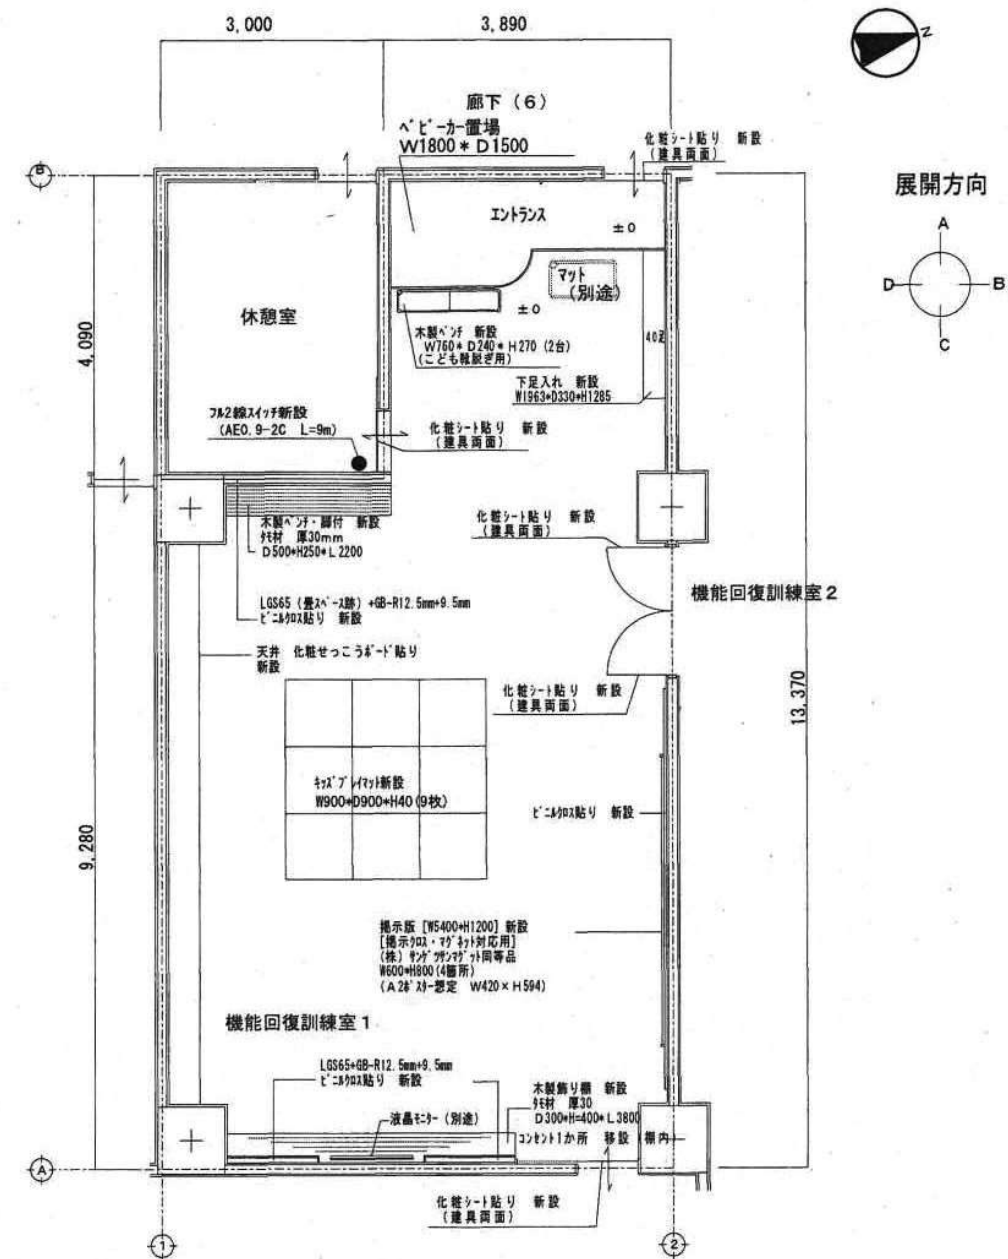 3,000
3,890
Z
廊下（6）
ベビーカー置場
W1800＊D1500
化粧シート貼り 新設
（建具両面）
展開方向
A
D
B
C
B
エントランス
±0
マット
（別途）
±0
休憩室
木製ベンチ 新設
W760＊D240＊H270（2台）
（こども靴脱ぎ用）
40足
下足入れ 新設
W1963*D330*H1285
4,090
フル2線スイッチ新設
（AE0.9-2C L=9m）
化粧シート貼り 新設
（建具両面）
木製ベンチ・脚付 新設
タモ材 厚30mm
D500*H250*L2200
化粧シート貼り 新設
（建具両面）
機能回復訓練室2
LGS65（畳スペース跡）+GB-R12.5mm+9.5mm
ビニルクロス貼り 新設
天井 化粧せっこうボード貼り
新設
化粧シート貼り 新設
（建具両面）
13,370
キッズプレイマット新設
W900*D900*H40(9枚)
ビニルクロス貼り 新設
9,280
掲示版［W5400*H1200］新設
［掲示クロス・マグネット対応用］
（株）サンゲツサンマグネット同等品
W600*H800(4箇所)
（A2ポスター想定 W420×H594）
機能回復訓練室1
LGS65+GB-R12.5mm+9.5mm
ビニルクロス貼り 新設
液晶モニター（別途）
木製飾り棚 新設
タモ材 厚30
D300*H=400*L3800
コンセント1か所 移設（棚内）
A
化粧シート貼り 新設
（建具両面）
1
2